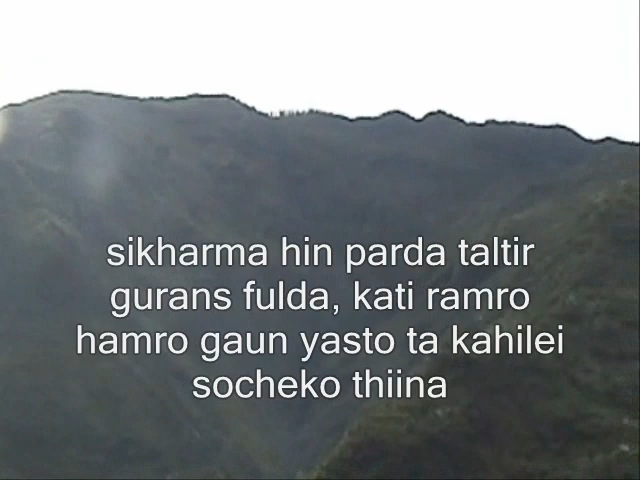 sikharma hin parda taltir
gurans fulda, kati ramro
hamro gaun yasto ta kahilei
socheko thiina